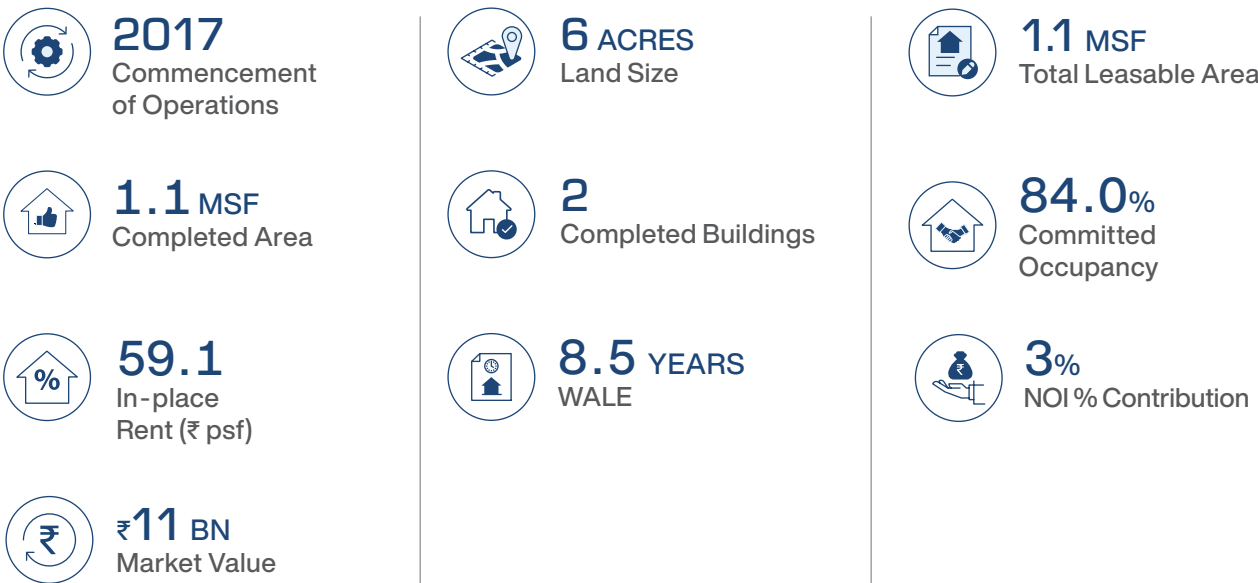 2017
Commencement
of Operations
6 ACRES
Land Size
1.1 MSF
Total Leasable Area
1.1 MSF
Completed Area
2
Completed Buildings
84.0%
Committed
Occupancy
%
59.1
In-place
Rent (₹ psf)
8.5 YEARS
WALE
₹
3%
NOI % Contribution
₹
₹11 BN
Market Value